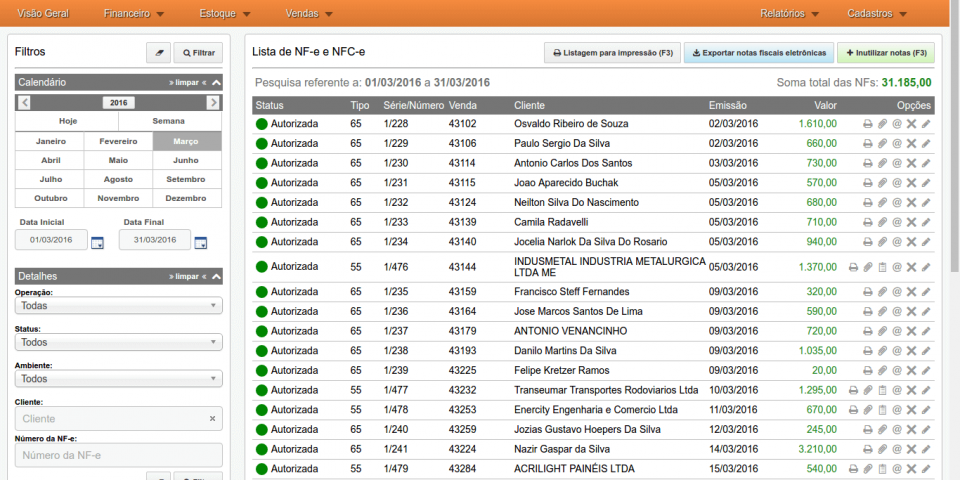 Visão Geral Financeiro Estoque Vendas Relatórios Cadastros
Filtros Filtrar
Calendário » limpar «
2016
Hoje Semana
Janeiro Fevereiro Março
Abril Maio Junho
Julho Agosto Setembro
Outubro Novembro Dezembro
Data Inicial Data Final
01/03/2016 31/03/2016
Detalhes » limpar «
Operação:
Todas
Status:
Todos
Ambiente:
Todos
Cliente:
Cliente ×
Número da NF-e:
Número da NF-e
Lista de NF-e e NFC-e Listagem para impressão (F3) Exportar notas fiscais eletrônicas + Inutilizar notas (F3)
Pesquisa referente a: 01/03/2016 a 31/03/2016 Soma total das NFs: 31.185,00
Status Tipo Série/Número Venda Cliente Emissão Valor Opções
Autorizada 65 1/228 43102 Osvaldo Ribeiro de Souza 02/03/2016 1.610,00 @
Autorizada 65 1/229 43106 Paulo Sergio Da Silva 02/03/2016 660,00 @
Autorizada 65 1/230 43114 Antonio Carlos Dos Santos 03/03/2016 730,00 @
Autorizada 65 1/231 43115 Joao Aparecido Buchak 05/03/2016 570,00 @
Autorizada 65 1/232 43124 Neilton Silva Do Nascimento 05/03/2016 680,00 @
Autorizada 65 1/233 43139 Camila Radavelli 05/03/2016 710,00 @
Autorizada 65 1/234 43140 Jocelia Narlok Da Silva Do Rosario 05/03/2016 940,00 @
Autorizada 55 1/476 43144 INDUSMETAL INDUSTRIA METALURGICA 05/03/2016 1.370,00 @
LTDA ME
Autorizada 65 1/235 43159 Francisco Steff Fernandes 09/03/2016 320,00 @
Autorizada 65 1/236 43164 Jose Marcos Santos De Lima 09/03/2016 590,00 @
Autorizada 65 1/237 43179 ANTONIO VENANCINHO 09/03/2016 720,00 @
Autorizada 65 1/238 43193 Danilo Martins Da Silva 09/03/2016 1.035,00 @
Autorizada 65 1/239 43225 Felipe Kretzer Ramos 09/03/2016 20,00 @
Autorizada 55 1/477 43232 Transeumar Transportes Rodoviarios Ltda 10/03/2016 1.295,00 @
Autorizada 55 1/478 43253 Enercity Engenharia e Comercio Ltda 11/03/2016 670,00 @
Autorizada 65 1/240 43259 Jozias Gustavo Hoepers Da Silva 12/03/2016 245,00 @
Autorizada 65 1/241 43224 Nazir Gaspar da Silva 14/03/2016 3.210,00 @
Autorizada 55 1/479 43284 ACRILIGHT PAINÉIS LTDA 15/03/2016 540,00 @